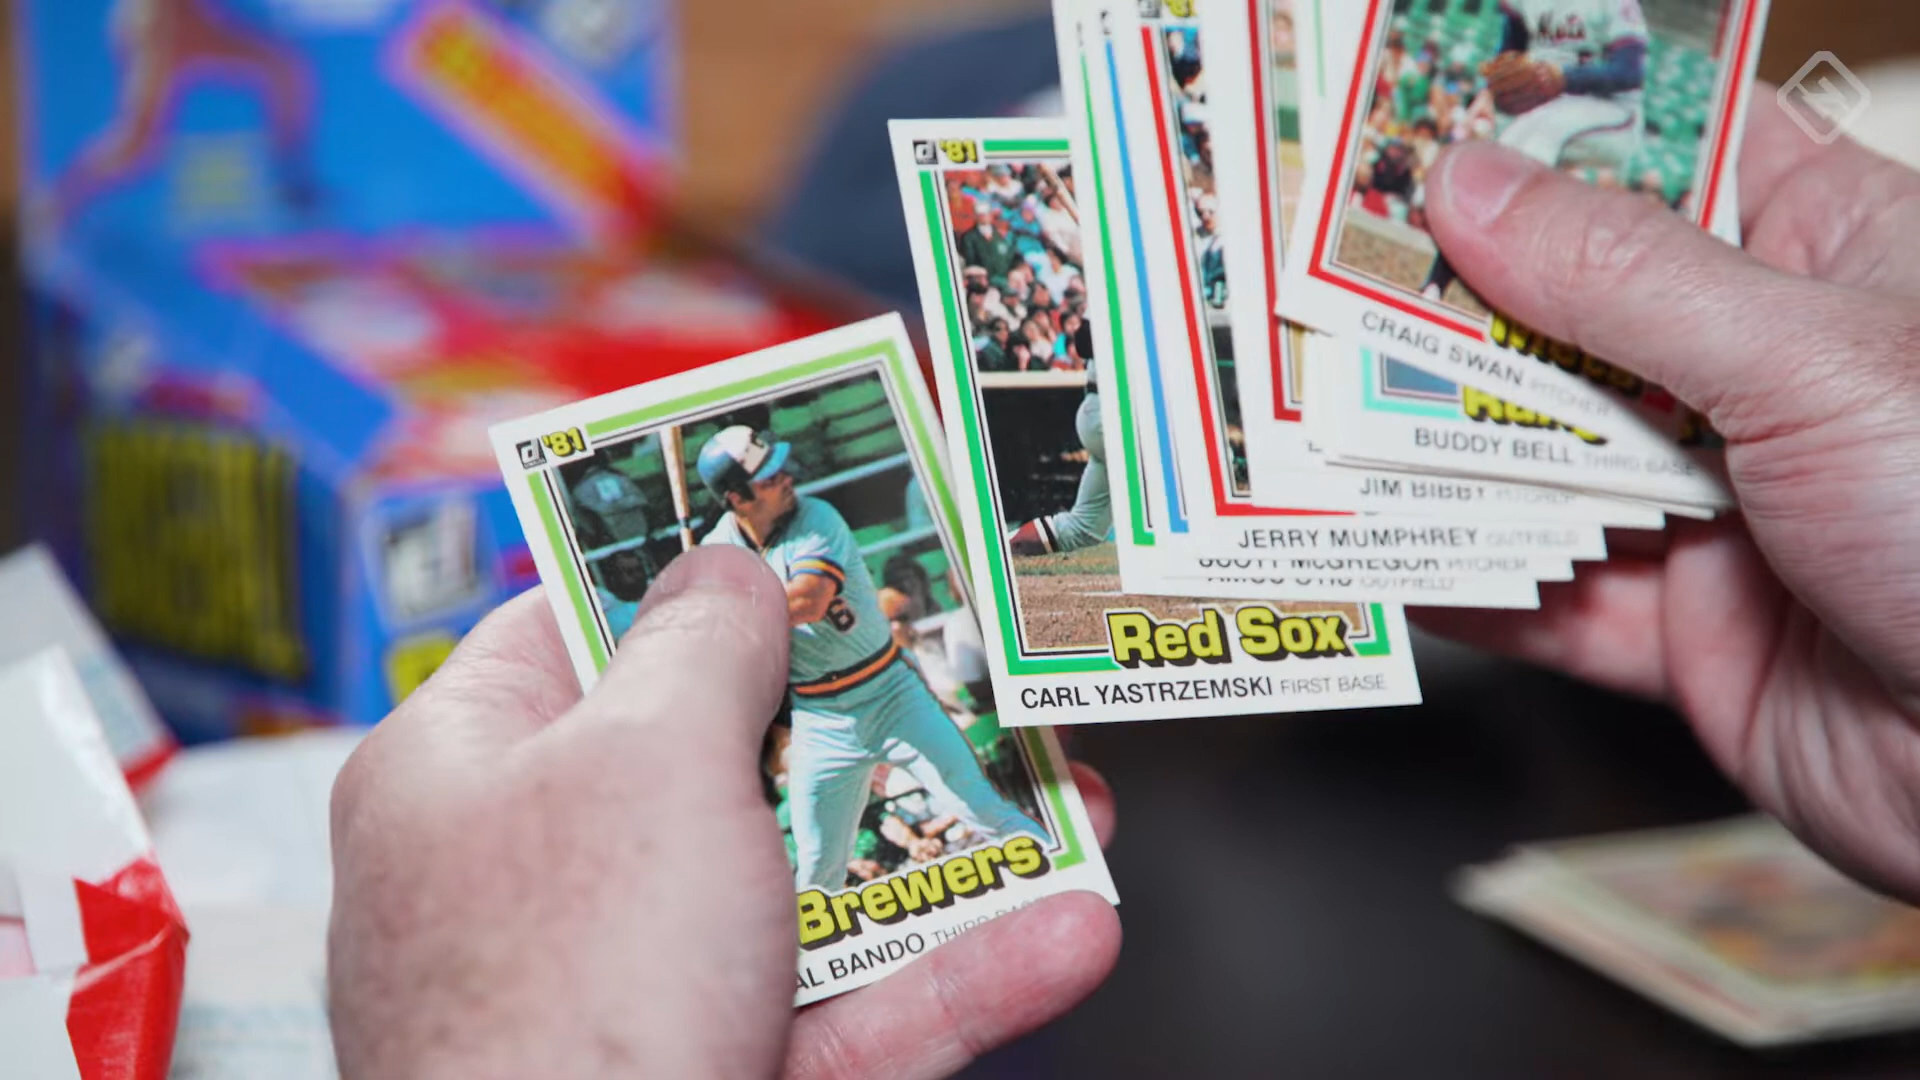 '81
Red Sox
CARL YASTRZEMSKI FIRST BASE
'81
6
Brewers
AL BANDO THIRD BASE
Mets
CRAIG SWAN PITCHER
BUDDY BELL THIRD BASE
JIM BIBBY PITCHER
JERRY MUMPHREY OUTFIELD
SCOTT McGREGOR PITCHER
AMOS OTIS OUTFIELD